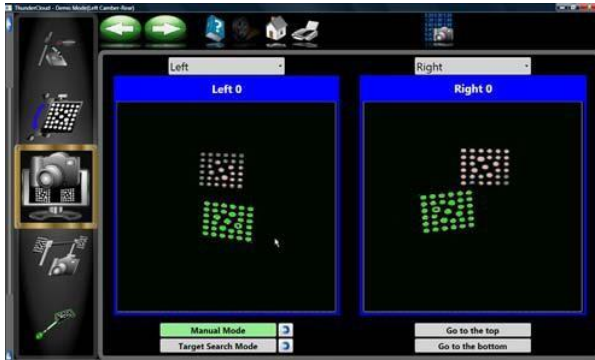 ThunderCloud - Demo Mode(Left Camber-Rear)
Left
Right
Left 0
Right 0
Manual Mode
Target Search Mode
Go to the top
Go to the bottom